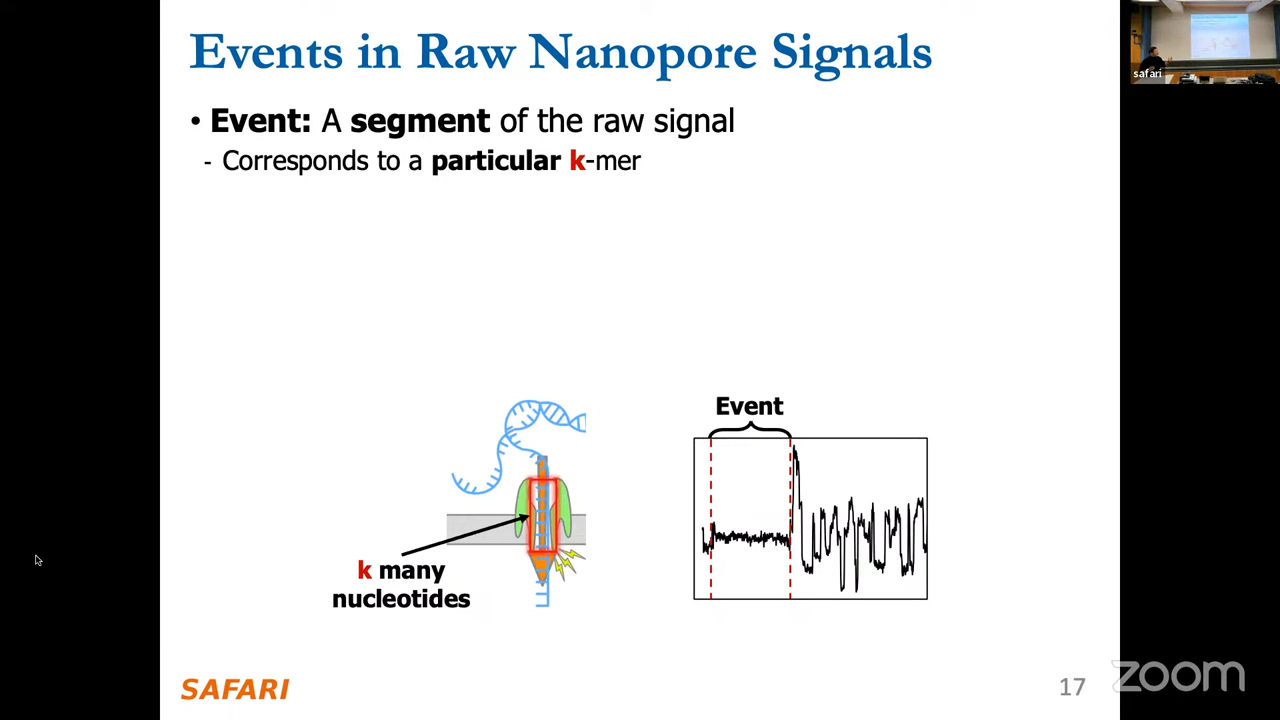 Events in Raw Nanopore Signals
• Event: A segment of the raw signal
- Corresponds to a particular k-mer
Event
k many
nucleotides
SAFARI
17
zoom
safari